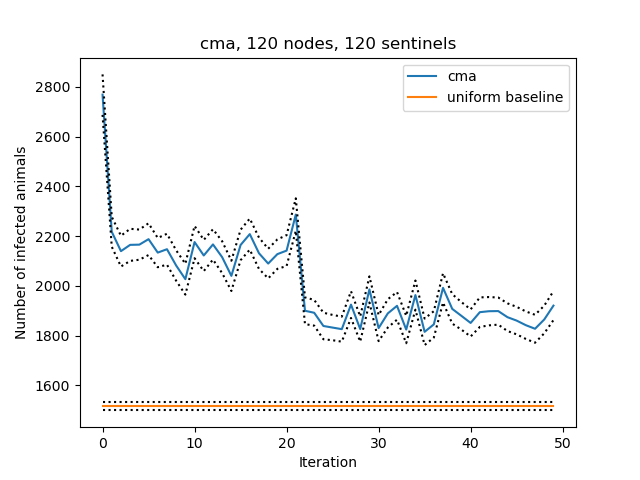 cma, 120 nodes, 120 sentinels
cma
uniform baseline
Number of infected animals
2800
2600
2400
2200
2000
1800
1600
0 10 20 30 40 50
Iteration